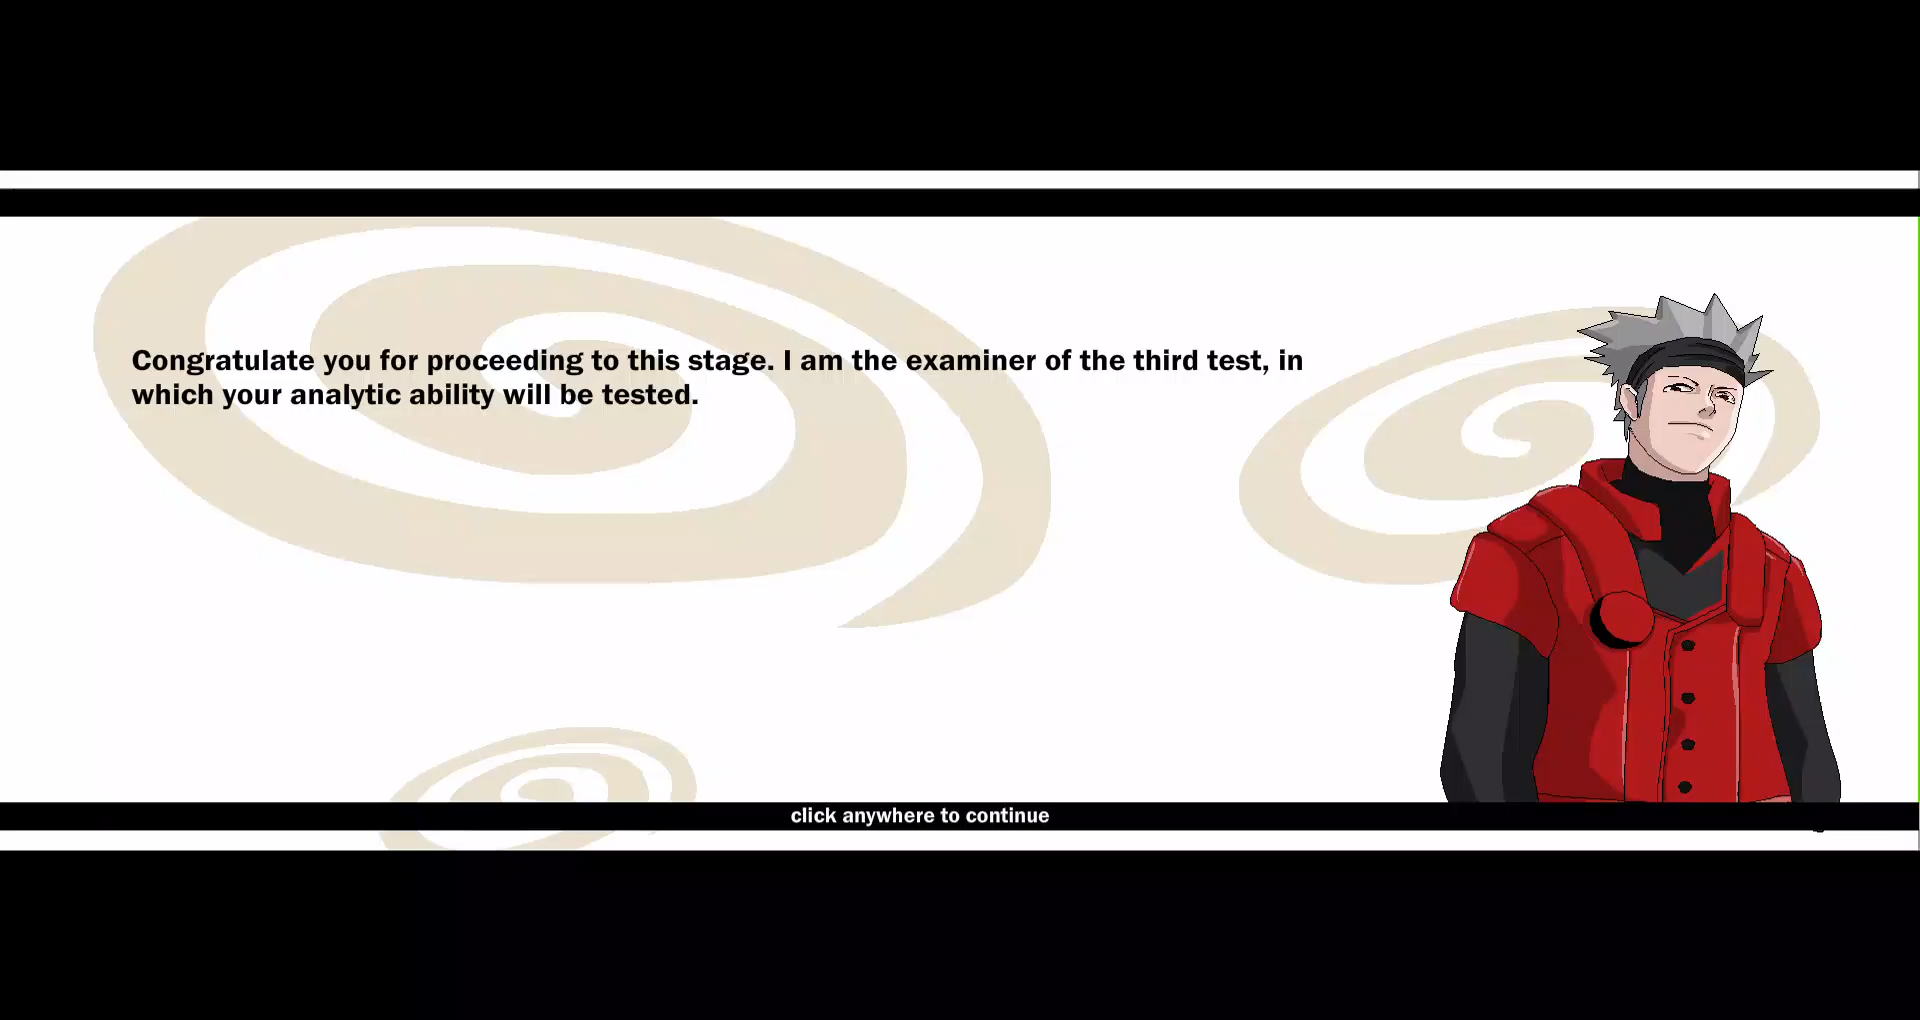 Congratulate you for proceeding to this stage. I am the examiner of the third test, in
which your analytic ability will be tested.
click anywhere to continue